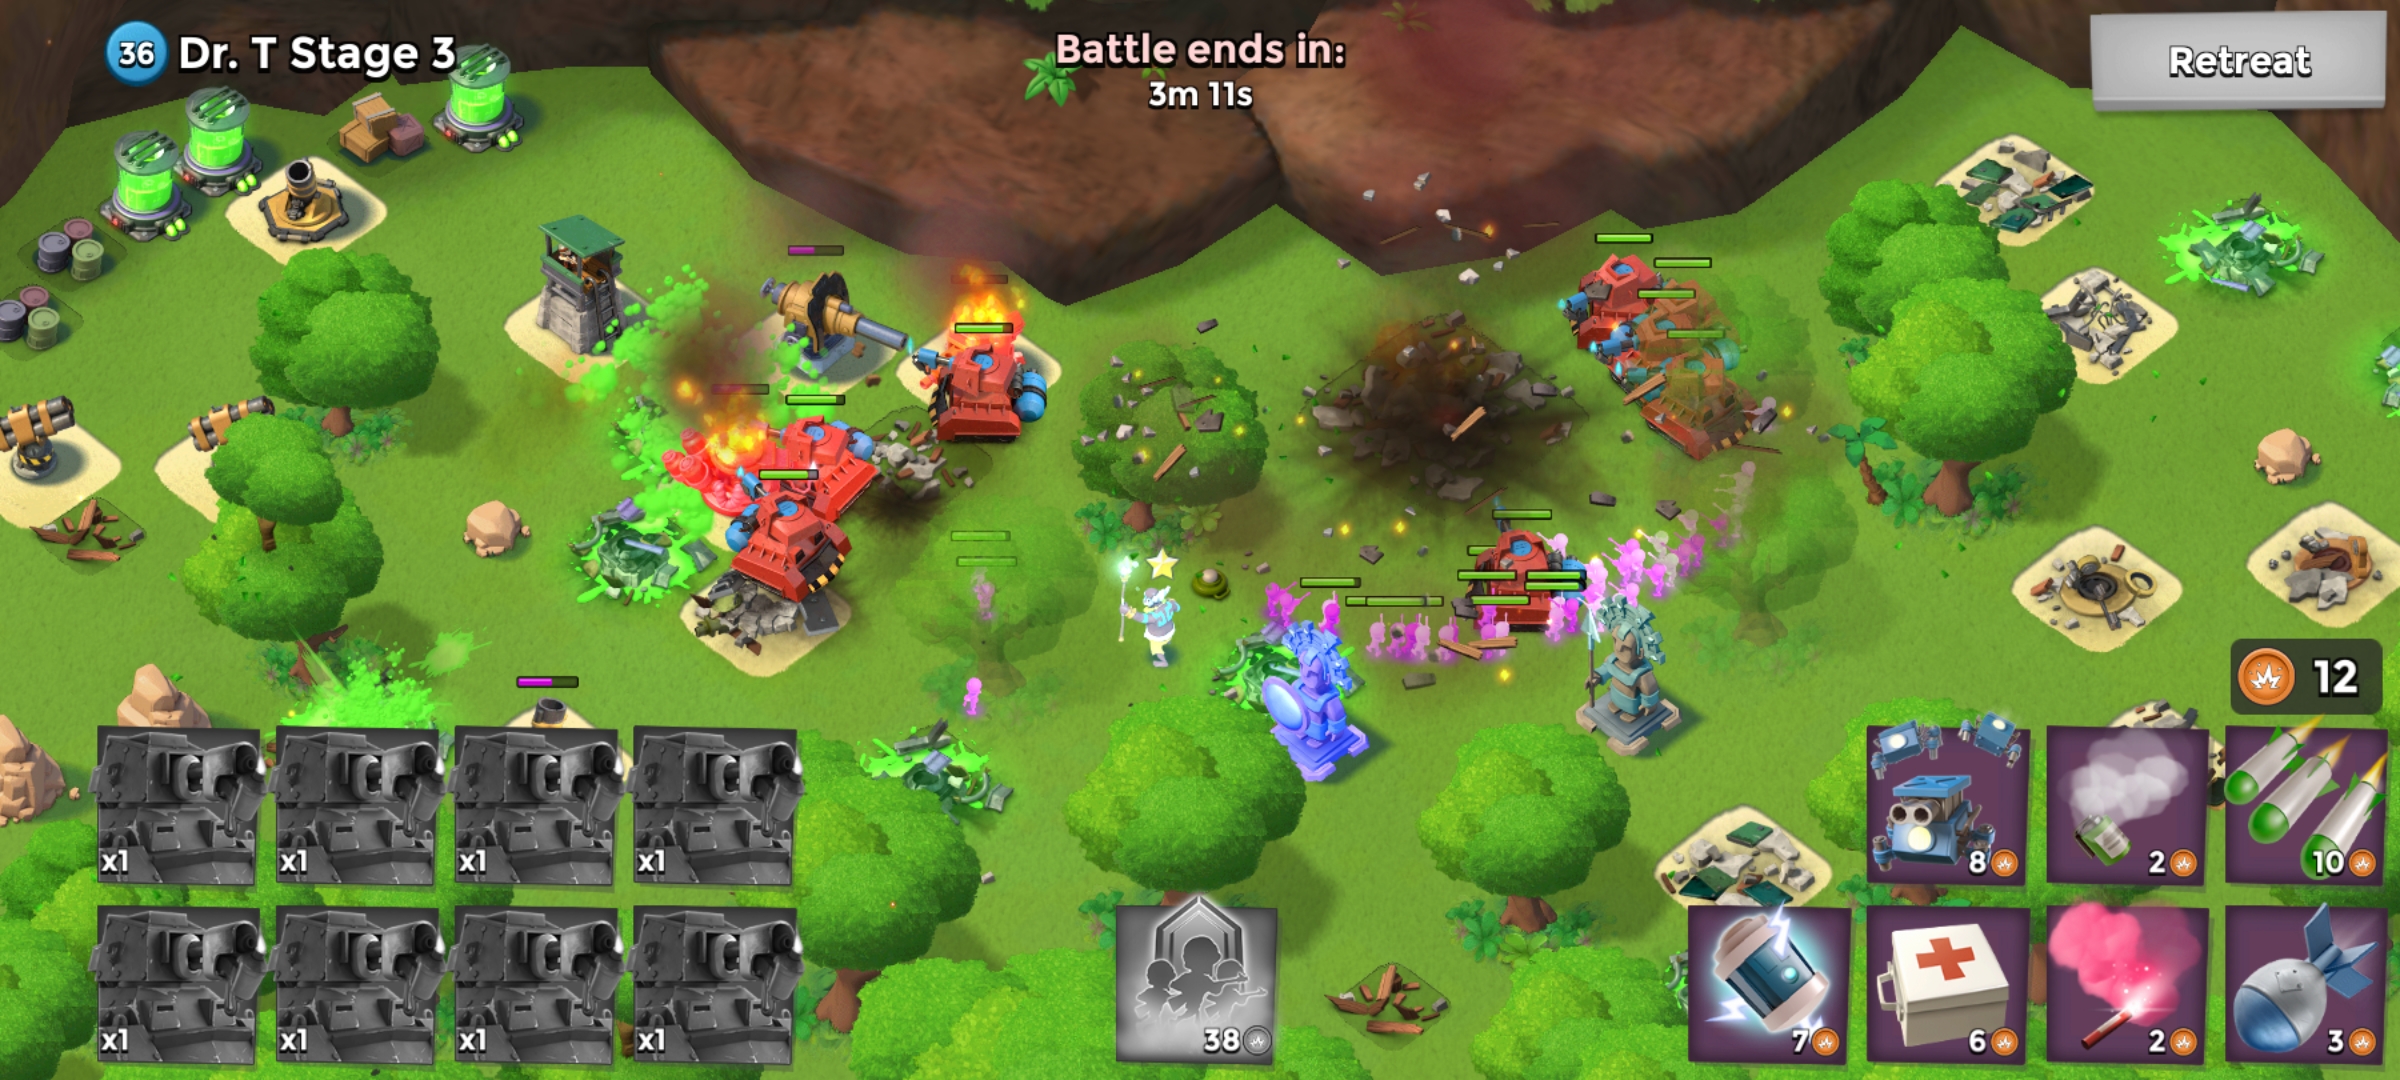 36 Dr. T Stage 3
Battle ends in:
3m 11s
Retreat
12
x1 x1 x1 x1
8 2 10
x1 x1 x1 x1
38
7 6 2 3